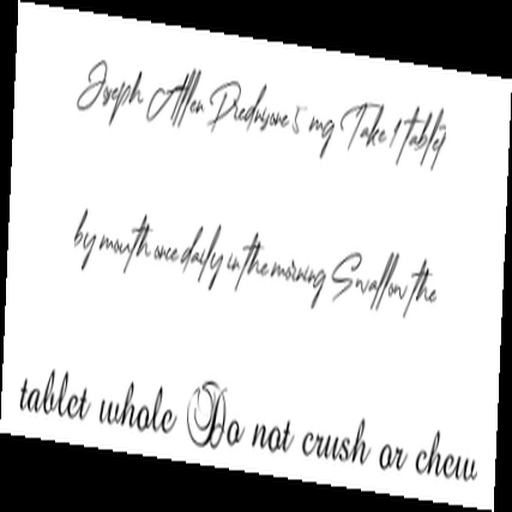 Joseph Allen Prednisone 5 mg Take 1 tablet
by mouth once daily in the morning Swallow the
tablet whole Do not crush or chew